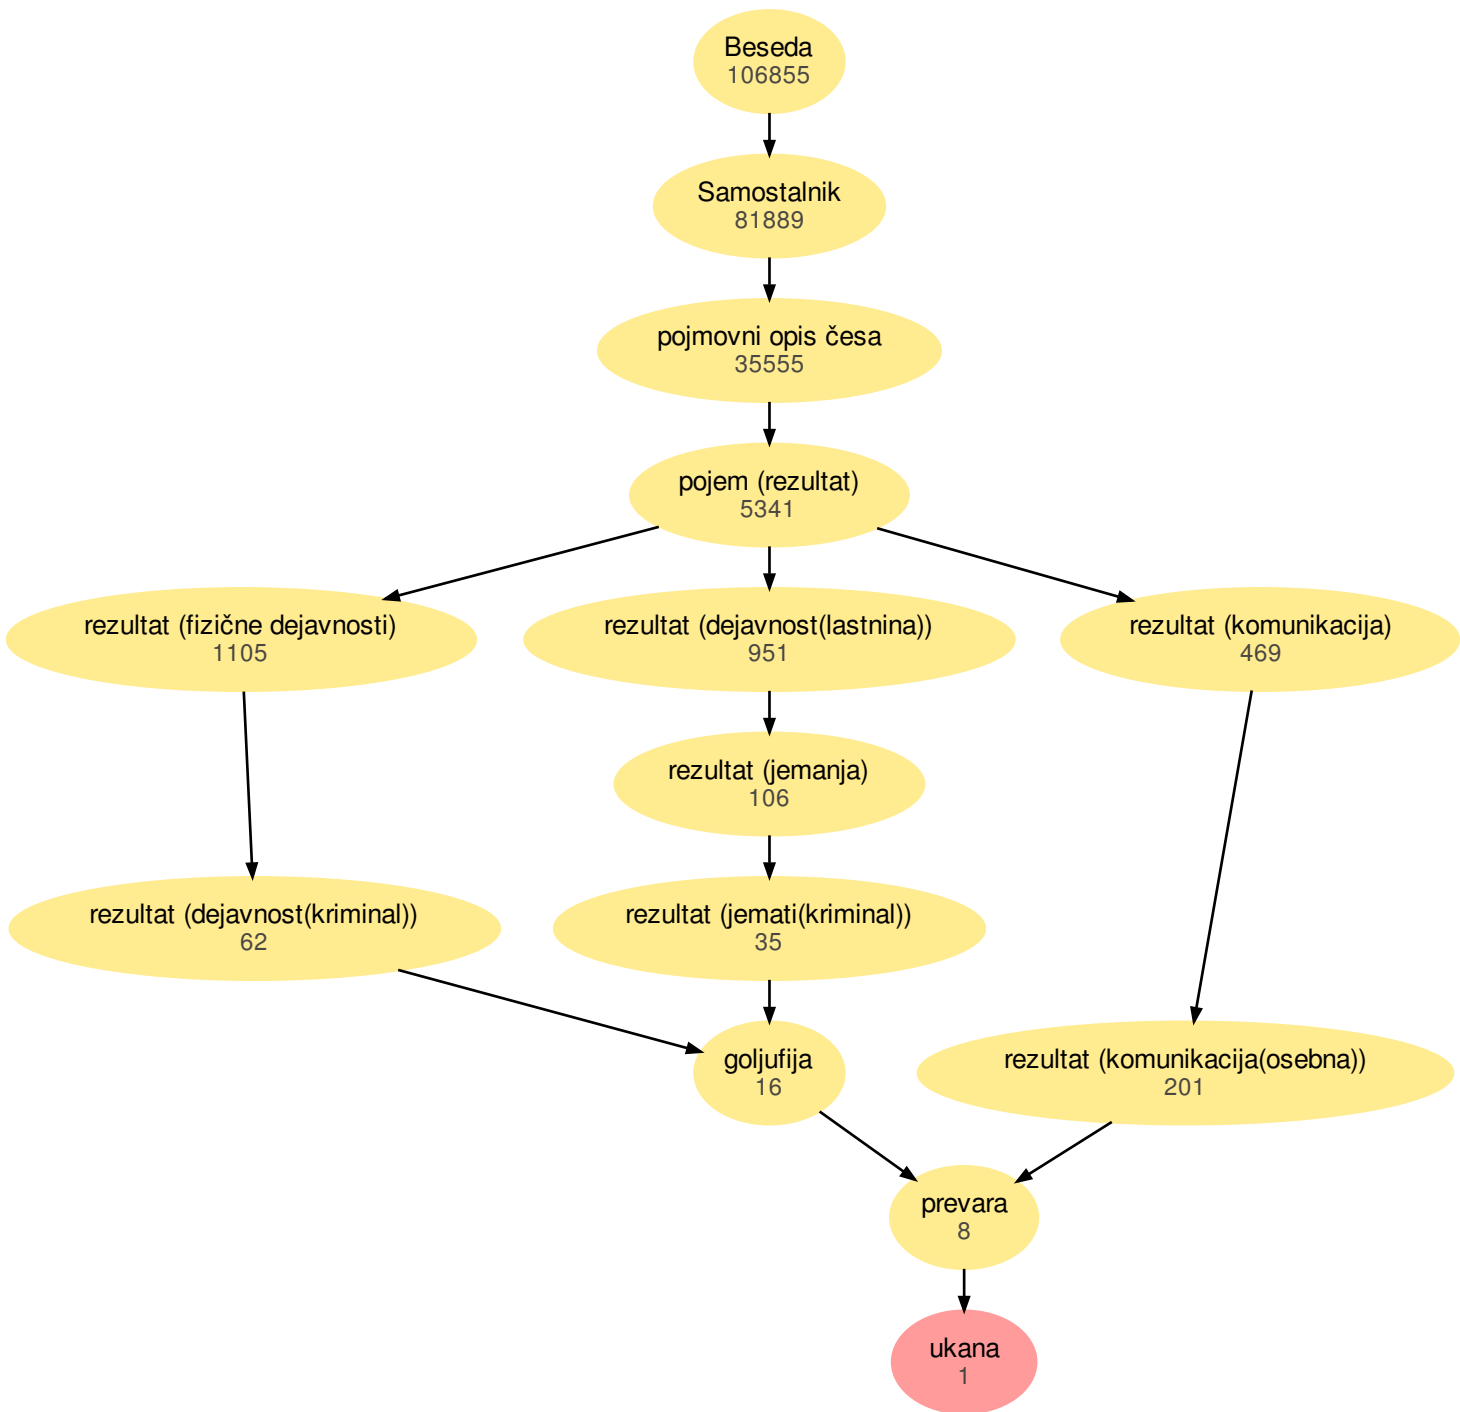 Beseda
106855
Samostalnik
81889
pojmovni opis česa
35555
pojem (rezultat)
5341
rezultat (fizične dejavnosti)
1105
rezultat (dejavnost(lastnina))
951
rezultat (komunikacija)
469
rezultat (jemanja)
106
rezultat (dejavnost(kriminal))
62
rezultat (jemati(kriminal))
35
goljufija
16
rezultat (komunikacija(osebna))
201
prevara
8
ukana
1